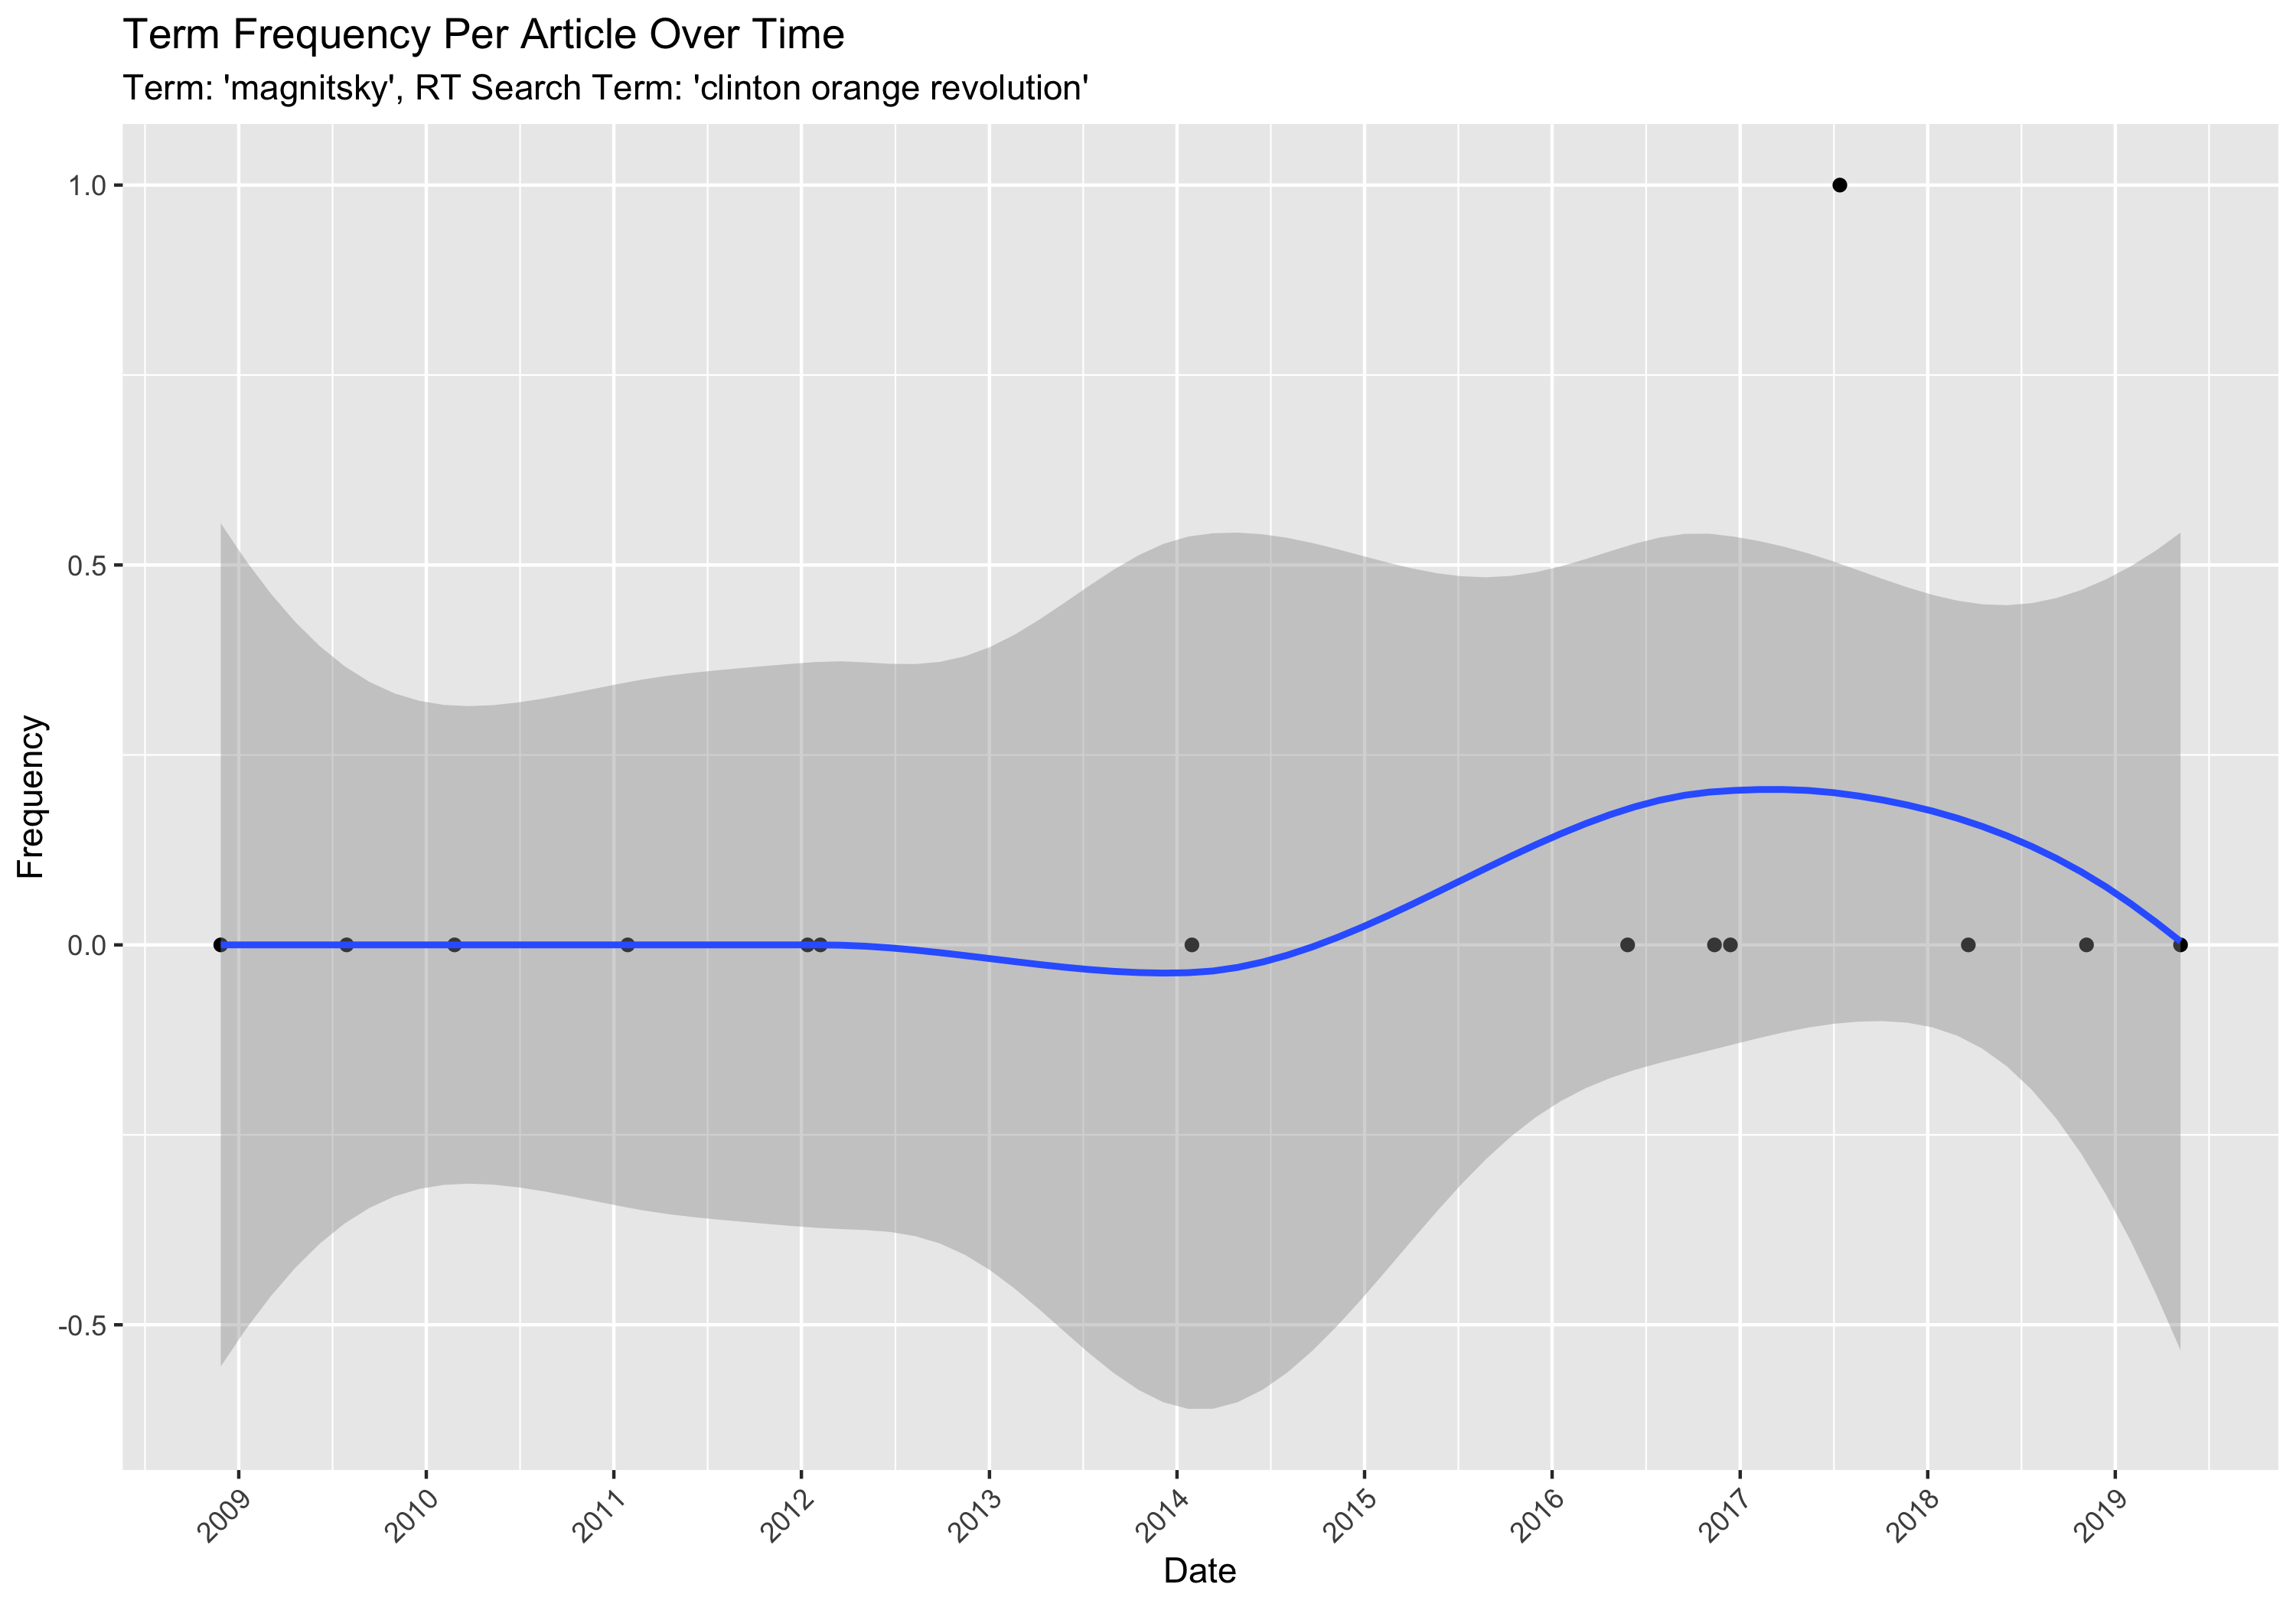 Term Frequency Per Article Over Time
Term: 'magnitsky', RT Search Term: 'clinton orange revolution'
1.0
0.5
0.0
-0.5
Frequency
2009 2010 2011 2012 2013 2014 2015 2016 2017 2018 2019
Date